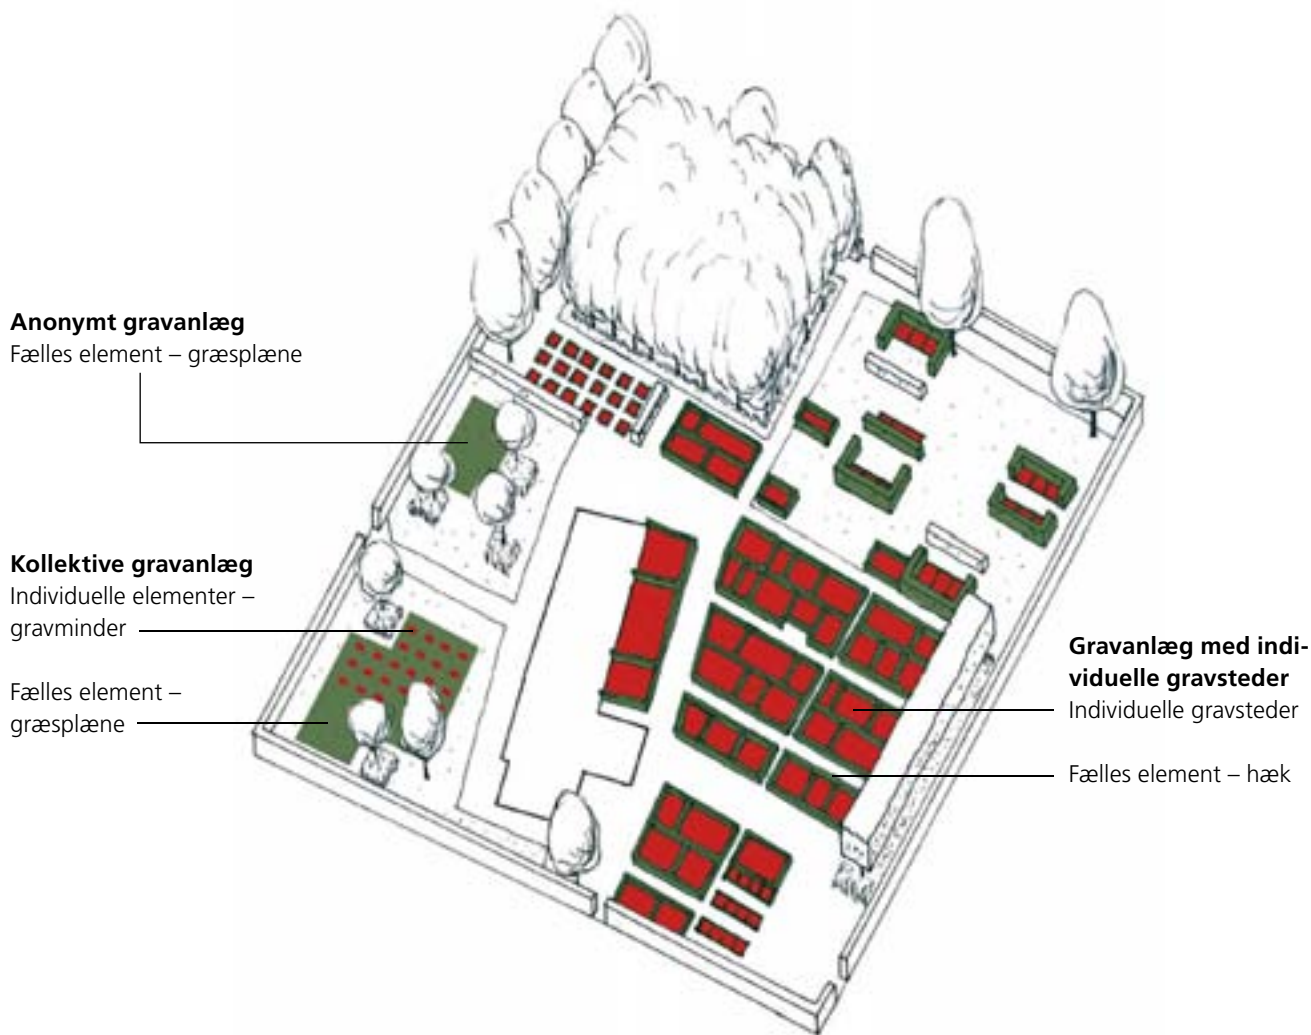 Anonymt gravanlæg
Fælles element – græsplæne
Kollektive gravanlæg
Individuelle elementer –
gravminder
Fælles element –
græsplæne
Gravanlæg med indi-
viduelle gravsteder
Individuelle gravsteder
Fælles element – hæk